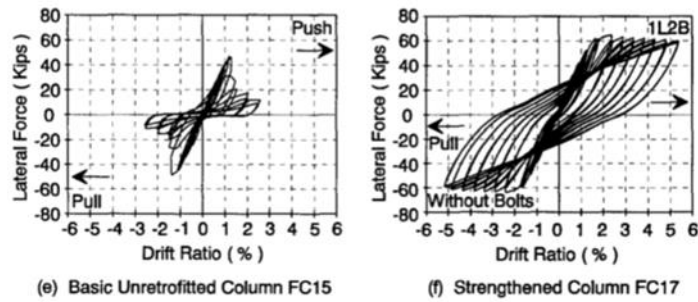 80
60
40
20
0
-20
-40
-60
-80
Lateral Force ( Kips )
Push
Pull
-6 -5 -4 -3 -2 -1 0 1 2 3 4 5 6
Drift Ratio ( % )
(e) Basic Unretrofitted Column FC15
80
60
40
20
0
-20
-40
-60
-80
Lateral Force ( Kips )
1L2B
Pull
Without Bolts
-6 -5 -4 -3 -2 -1 0 1 2 3 4 5 6
Drift Ratio ( % )
(f) Strengthened Column FC17